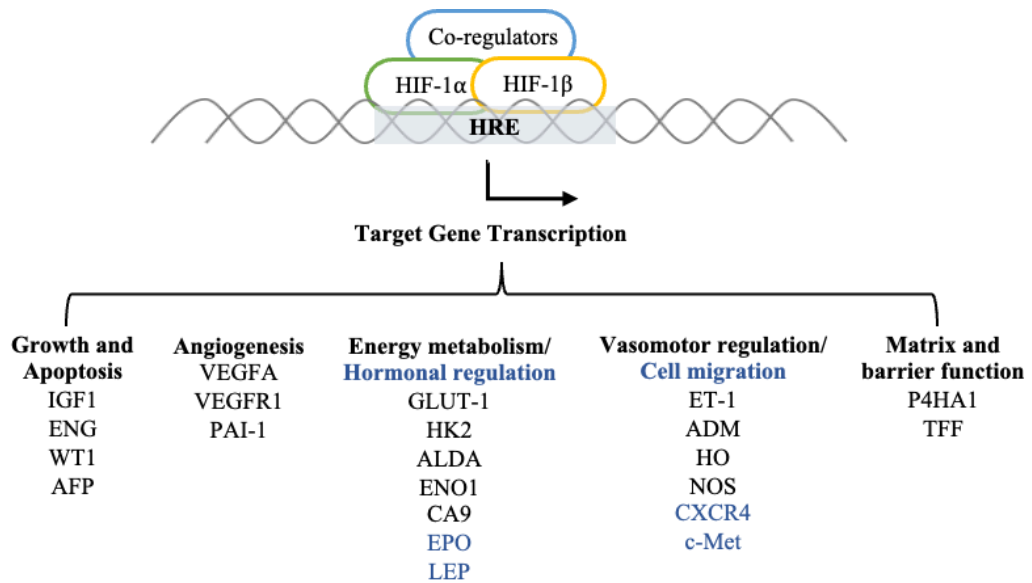 Co-regulators
HIF-1α
HIF-1β
HRE
Target Gene Transcription
Growth and
Apoptosis
IGF1
ENG
WT1
AFP
Angiogenesis
VEGFA
VEGFR1
PAI-1
Energy metabolism/
Hormonal regulation
GLUT-1
HK2
ALDA
ENO1
CA9
EPO
LEP
Vasomotor regulation/
Cell migration
ET-1
ADM
HO
NOS
CXCR4
c-Met
Matrix and
barrier function
P4HA1
TFF